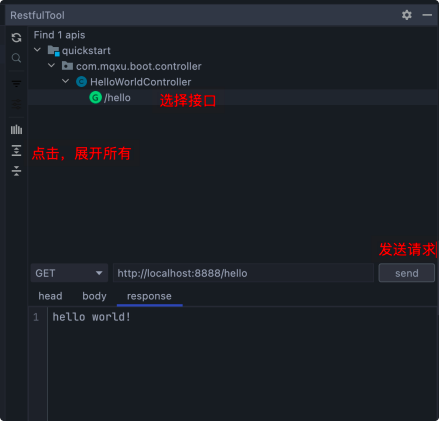 RestfulTool
Find 1 apis
quickstart
com.mqxu.boot.controller
HelloWorldController
G /hello 选择接口
点击，展开所有
发送请求
GET http://localhost:8888/hello send
head body response
1 hello world!